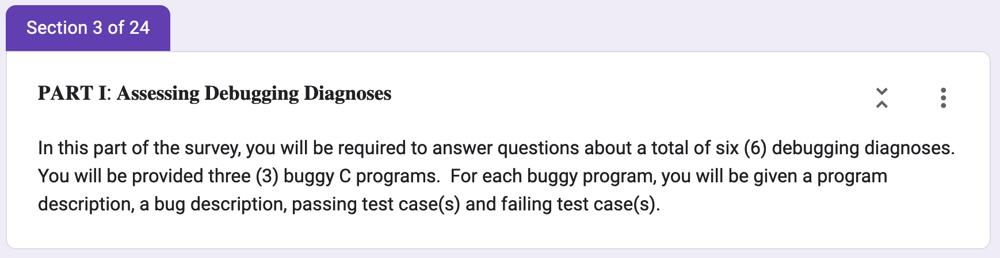 Section 3 of 24
PART I: Assessing Debugging Diagnoses
In this part of the survey, you will be required to answer questions about a total of six (6) debugging diagnoses.
You will be provided three (3) buggy C programs.  For each buggy program, you will be given a program
description, a bug description, passing test case(s) and failing test case(s).